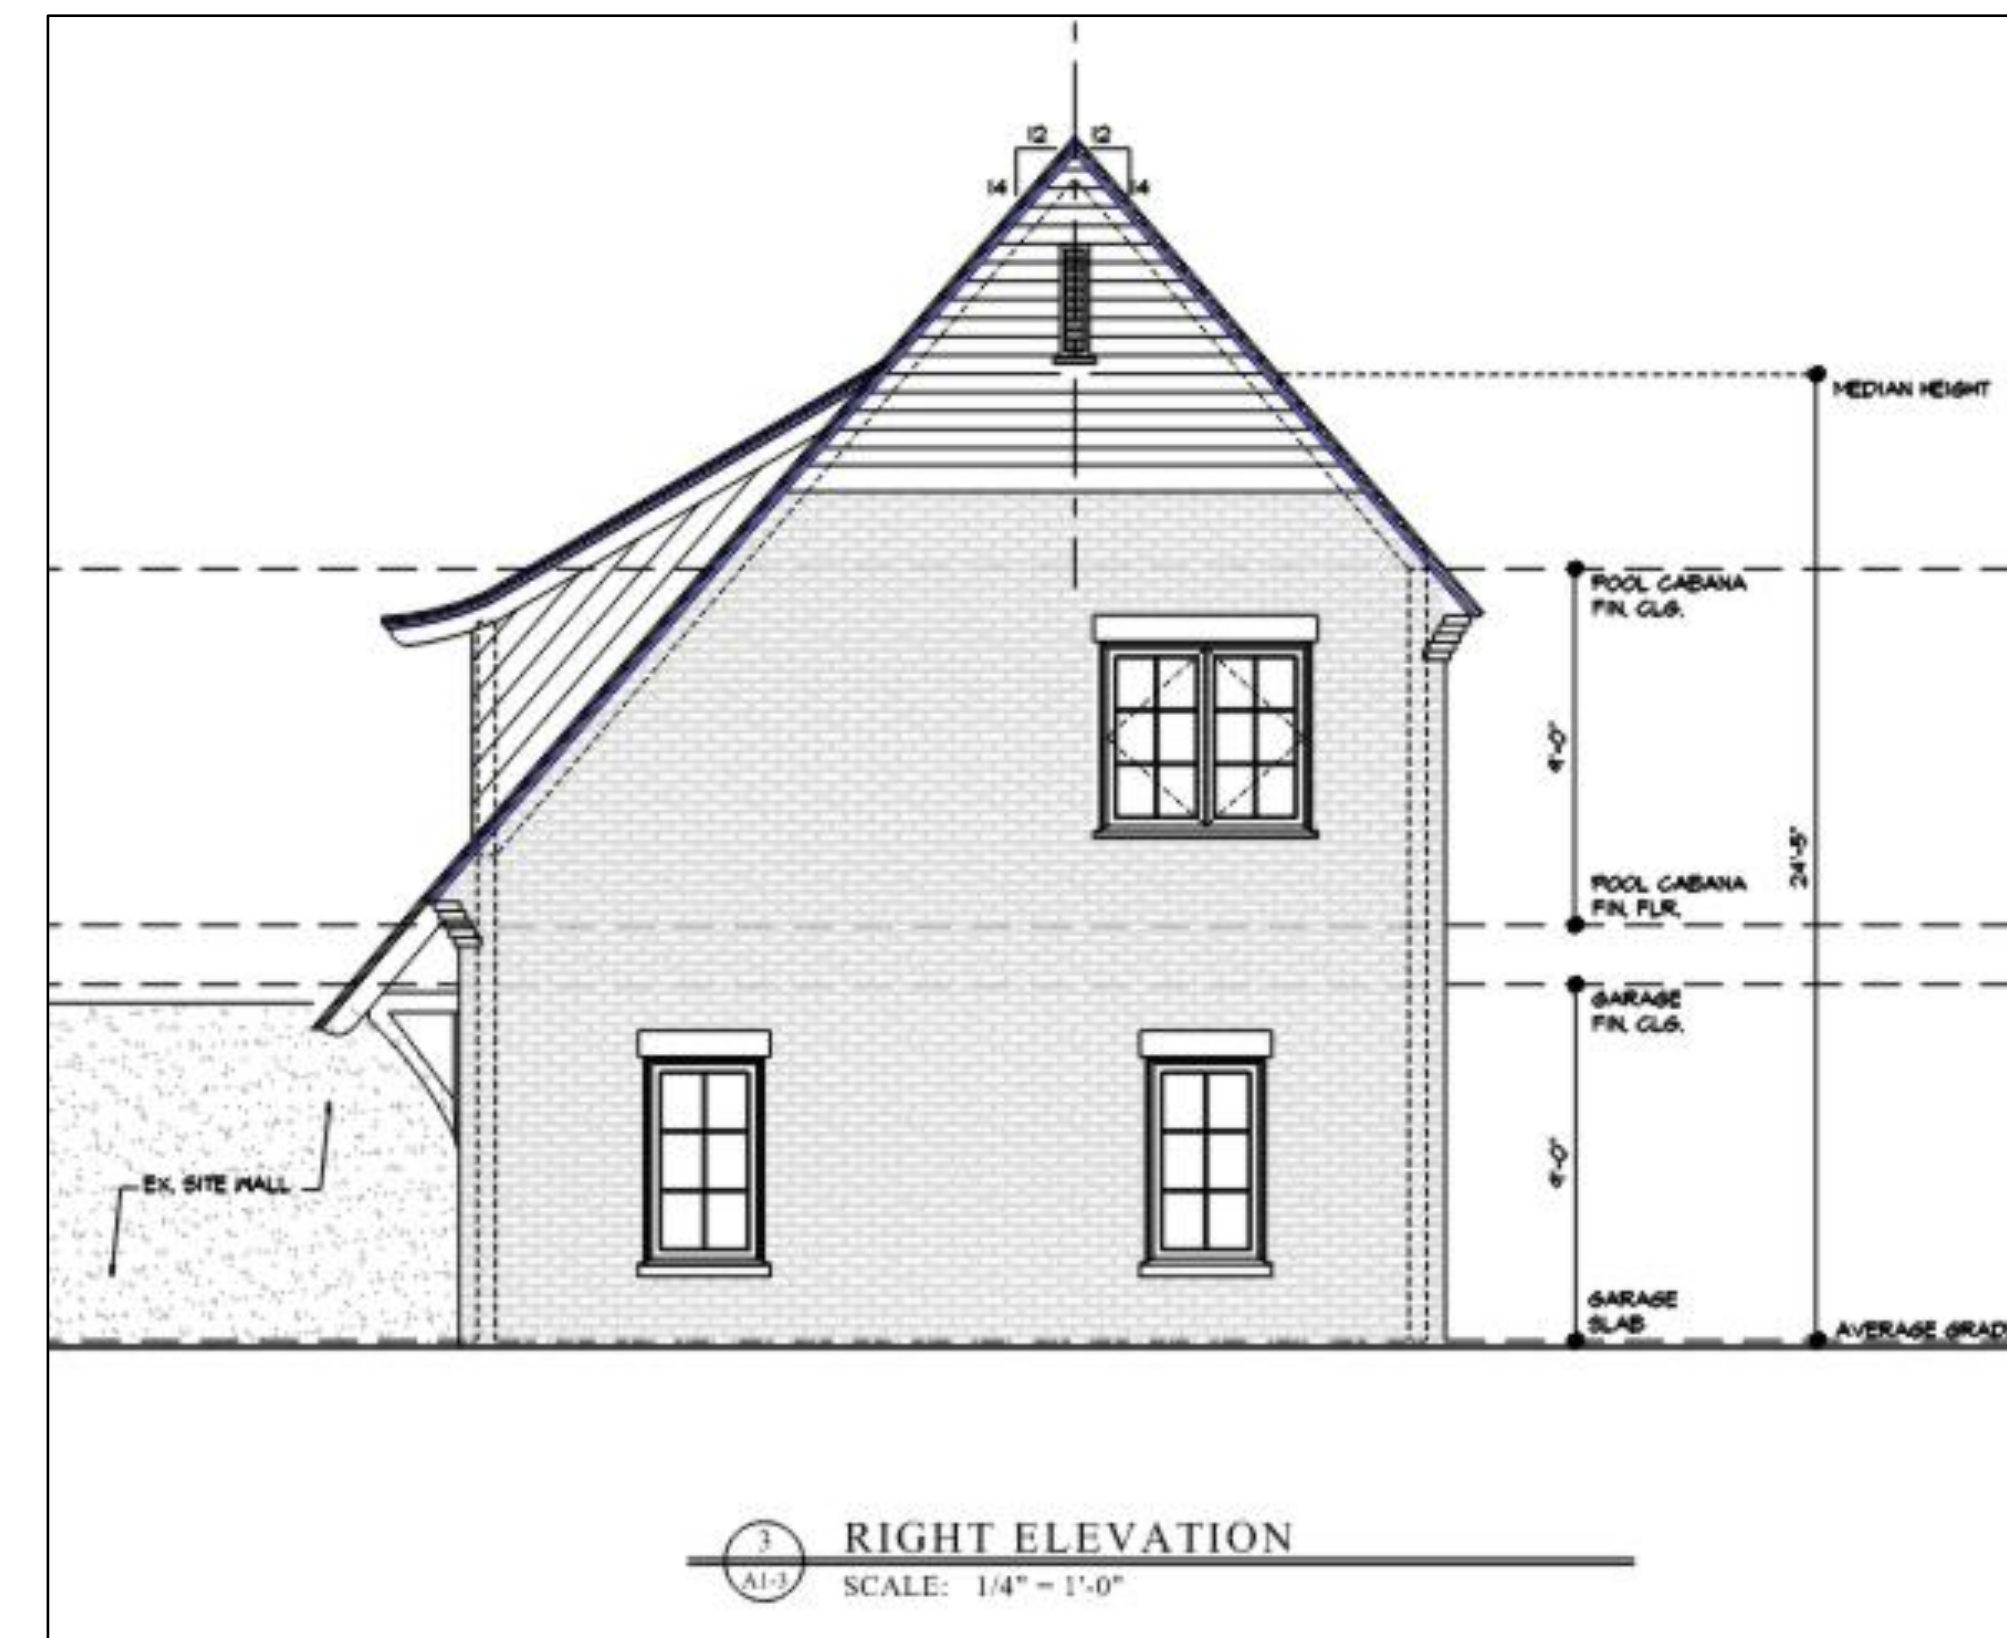 12 12
14 14
MEDIAN HEIGHT
POOL CABANA
FIN. CLG.
9'-0"
24'-5"
POOL CABANA
FIN. FLR.
GARAGE
FIN. CLG.
9'-0"
EX. SITE WALL
GARAGE
SLAB
AVERAGE GRAD
3
A1-3
RIGHT ELEVATION
SCALE: 1/4" = 1'-0"